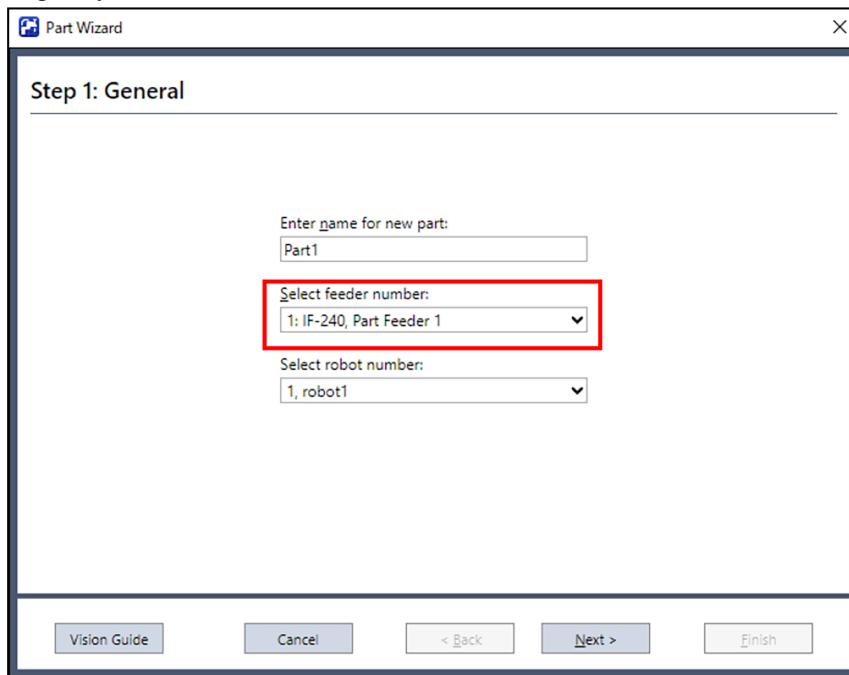 Part Wizard
Step 1: General
Enter name for new part:
Part1
Select feeder number:
1: IF-240, Part Feeder 1
Select robot number:
1, robot1
Vision Guide Cancel < Back Next > Finish